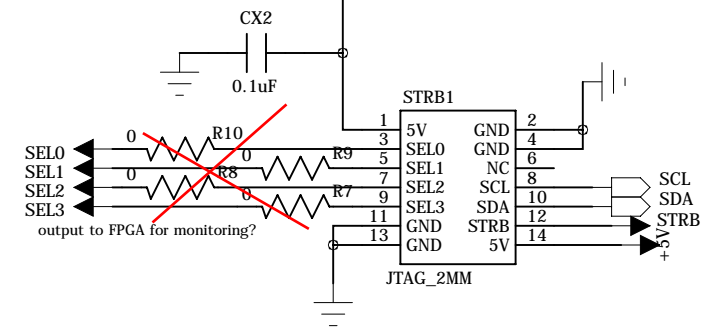 CX2
0.1uF
STRB1
1 5V GND 2
SEL0 0 R10 3 SEL0 GND 4
SEL1 0 R9 5 SEL1 NC 6
SEL2 0 R8 7 SEL2 SCL 8 SCL
SEL3 0 R7 9 SEL3 SDA 10 SDA
output to FPGA for monitoring? 11 GND STRB 12 STRB
13 GND 5V 14 +5V
JTAG_2MM